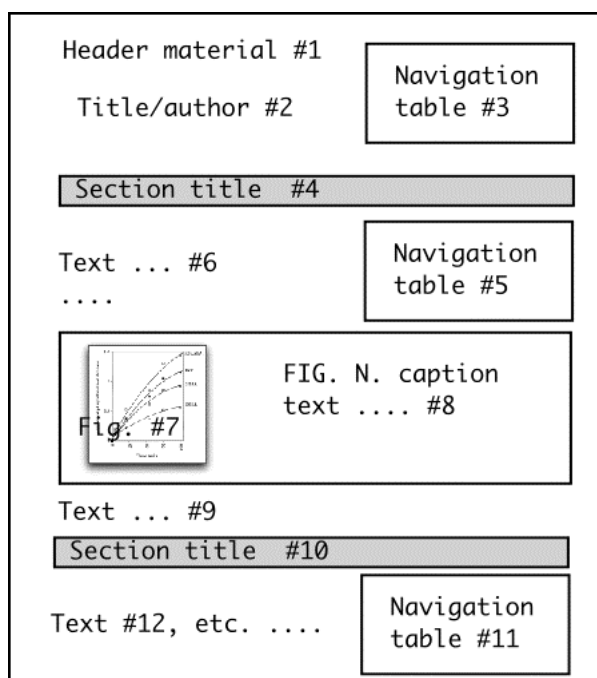 Header material #1
Title/author #2
Navigation
table #3
Section title #4
Navigation
table #5
Text ... #6
....
Fig. #7
FIG. N. caption
text .... #8
Text ... #9
Section title #10
Navigation
table #11
Text #12, etc. ....